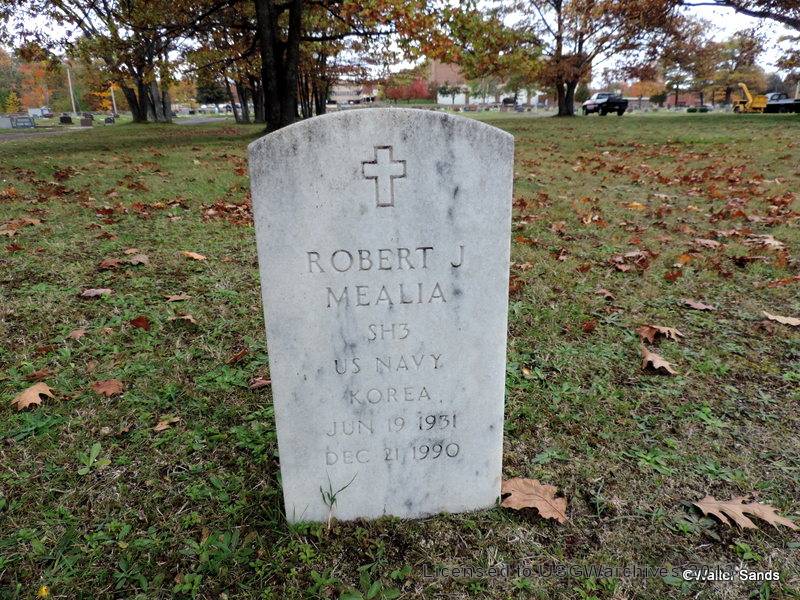 ROBERT J
MEALIA
SH3
US NAVY
KOREA
JUN 19 1931
DEC 21 1990
Licensed to USGWarchives
©Walter Sands